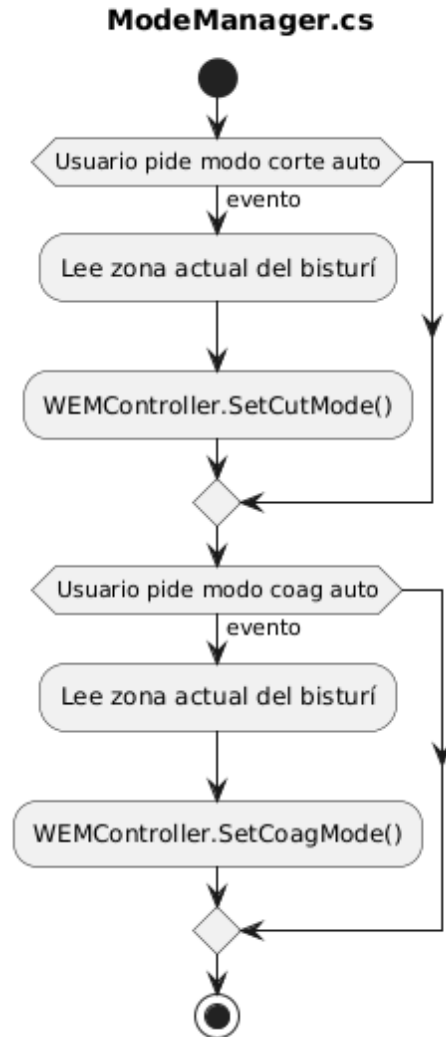 ModeManager.cs
Usuario pide modo corte auto
evento
Lee zona actual del bisturí
WEMController.SetCutMode()
Usuario pide modo coag auto
evento
Lee zona actual del bisturí
WEMController.SetCoagMode()